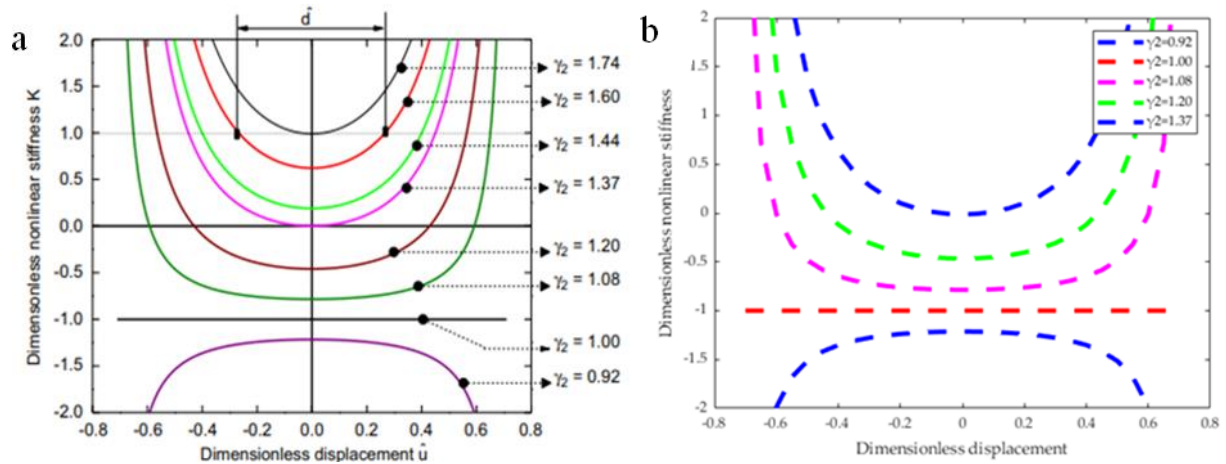 a
d̂
2.0
1.5
1.0
0.5
0.0
-0.5
-1.0
-1.5
-2.0
Dimensonless nonlinear stiffness K
-0.8 -0.6 -0.4 -0.2 0.0 0.2 0.4 0.6 0.8
Dimensionless displacement û
γ₂ = 1.74
γ₂ = 1.60
γ₂ = 1.44
γ₂ = 1.37
γ₂ = 1.20
γ₂ = 1.08
γ₂ = 1.00
γ₂ = 0.92
b
2
1.5
1
0.5
0
-0.5
-1
-1.5
-2
Dimensionless nonlinear stiffness
-0.8 -0.6 -0.4 -0.2 0 0.2 0.4 0.6 0.8
Dimensionless displacement
γ2=0.92
γ2=1.00
γ2=1.08
γ2=1.20
γ2=1.37